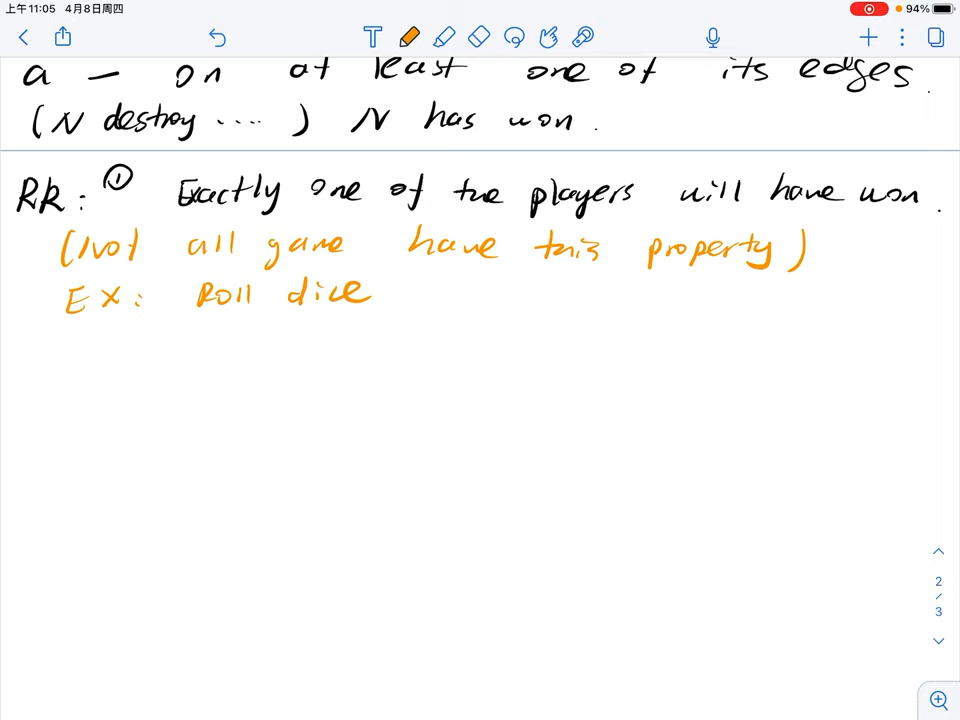 上午11:05 4月8日周四
94%
a — on at least one of its edges.
(N destroy ....) N has won.
RK: ① Exactly one of the players will have won.
(Not all game have this property)
EX: Roll dice
2
/
3